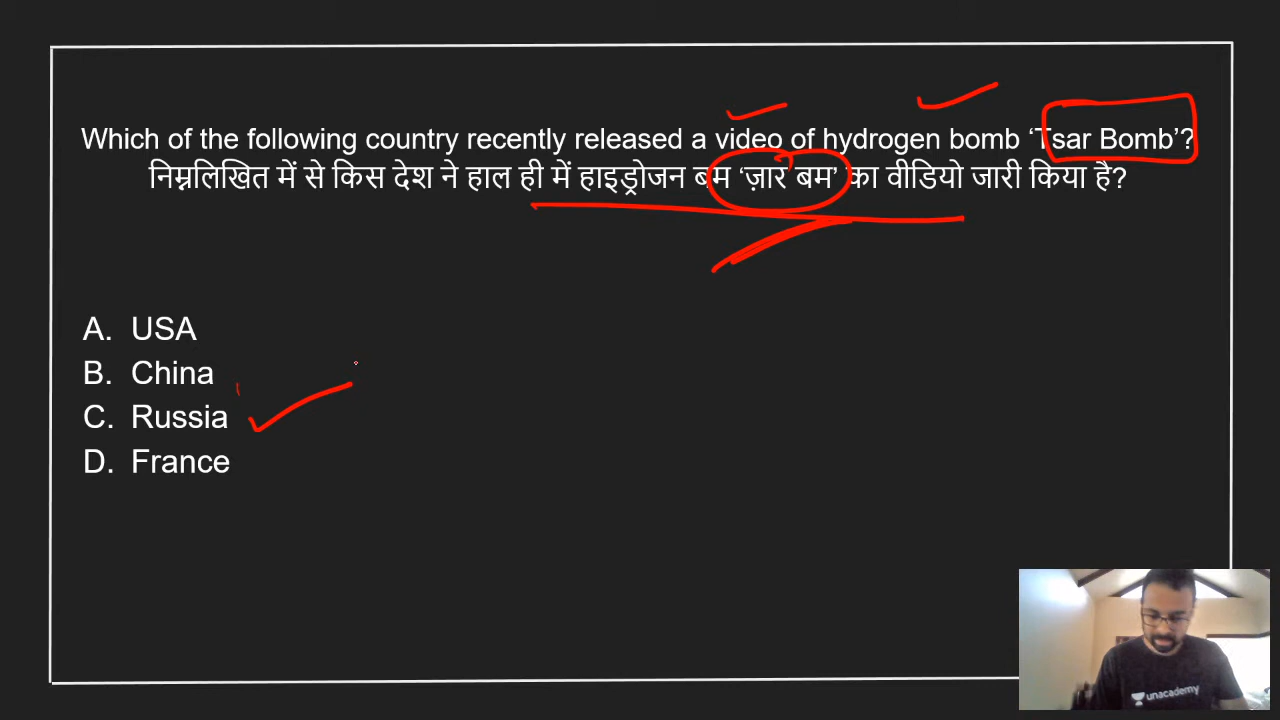 Which of the following country recently released a video of hydrogen bomb ‘Tsar Bomb’?
निम्नलिखित में से किस देश ने हाल ही में हाइड्रोजन बम ‘ज़ार बम’ का वीडियो जारी किया है?
A. USA
B. China
C. Russia
D. France
unacademy